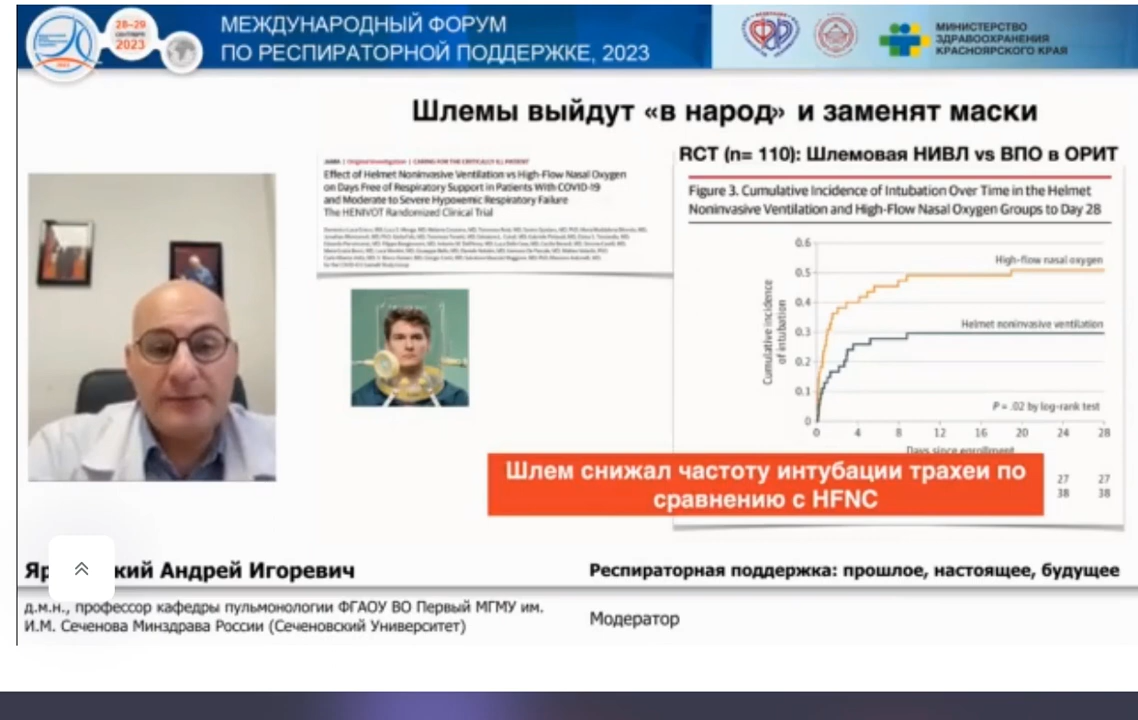 28–29
СЕНТЯБРЯ
2023
МЕЖДУНАРОДНЫЙ ФОРУМ
ПО РЕСПИРАТОРНОЙ ПОДДЕРЖКЕ, 2023
МИНИСТЕРСТВО
ЗДРАВООХРАНЕНИЯ
КРАСНОЯРСКОГО КРАЯ
Шлемы выйдут «в народ» и заменят маски
JAMA | Original Investigation | CARING FOR THE CRITICALLY ILL PATIENT
Effect of Helmet Noninvasive Ventilation vs High-Flow Nasal Oxygen
on Days Free of Respiratory Support in Patients With COVID-19
and Moderate to Severe Hypoxemic Respiratory Failure
The HENIVOT Randomized Clinical Trial
RCT (n= 110): Шлемовая НИВЛ vs ВПО в ОРИТ
Figure 3. Cumulative Incidence of Intubation Over Time in the Helmet
Noninvasive Ventilation and High-Flow Nasal Oxygen Groups to Day 28
0.6
0.5
0.4
0.3
0.2
0.1
0
Cumulative incidence
of intubation
High-flow nasal oxygen
Helmet noninvasive ventilation
P = .02 by log-rank test
0 4 8 12 16 20 24 28
Days since enrollment
27 27
38 38
Шлем снижал частоту интубации трахеи по
сравнению с HFNC
Яр кий Андрей Игоревич
д.м.н., профессор кафедры пульмонологии ФГАОУ ВО Первый МГМУ им.
И.М. Сеченова Минздрава России (Сеченовский Университет)
Респираторная поддержка: прошлое, настоящее, будущее
Модератор